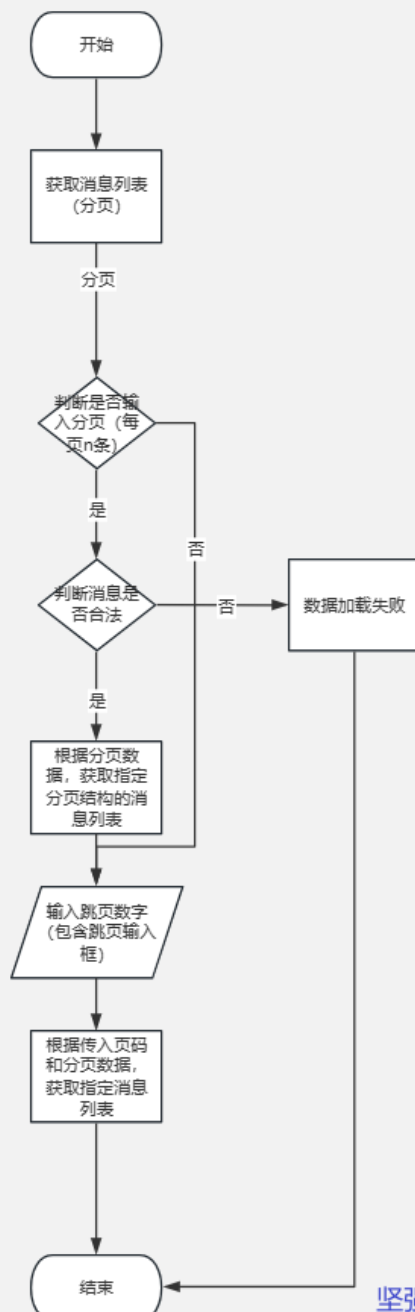 开始
获取消息列表
(分页)
分页
判断是否输
入分页（每
页n条）
是
否
判断消息是
否合法
否
数据加载失败
是
根据分页数
据，获取指定
分页结构的消
息列表
输入跳页数字
（包含跳页输入
框）
根据传入页码
和分页数据，
获取指定消息
列表
结束
坚强